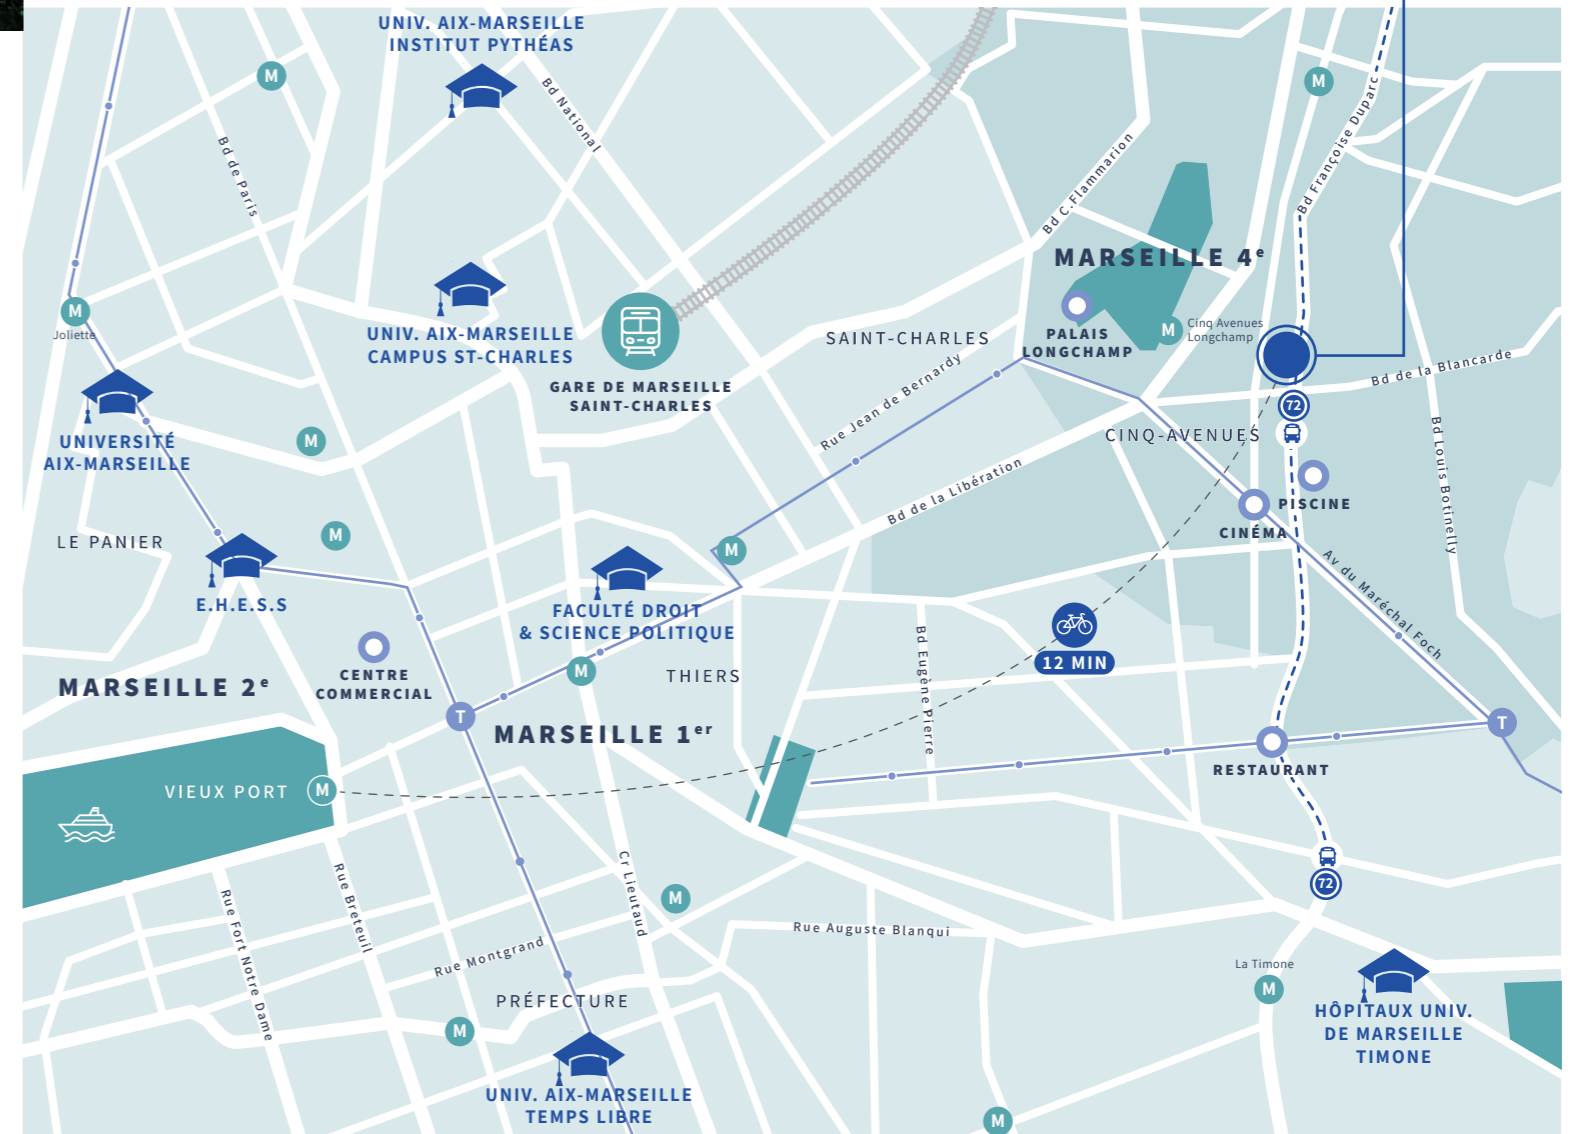 UNIV. AIX-MARSEILLE
INSTITUT PYTHÉAS
M
M
Bd National
Bd Françoise Duparc
Bd de Paris
Bd C.Flammarion
MARSEILLE 4e
UNIV. AIX-MARSEILLE
CAMPUS ST-CHARLES
M
Joliette
GARE DE MARSEILLE
SAINT-CHARLES
SAINT-CHARLES
PALAIS
LONGCHAMP
M
Cinq Avenues
Longchamp
Bd de la Blancarde
Rue Jean de Bernardy
72
UNIVERSITÉ
AIX-MARSEILLE
M
CINQ-AVENUES
Bd Louis Botinelly
Bd de la Libération
PISCINE
CINÉMA
LE PANIER
M
M
Av du Maréchal Foch
E.H.E.S.S
FACULTÉ DROIT
& SCIENCE POLITIQUE
12 MIN
CENTRE
COMMERCIAL
M
THIERS
Bd Eugène Pierre
MARSEILLE 2e
T
MARSEILLE 1er
T
RESTAURANT
VIEUX PORT
M
72
Cr Lieutaud
Rue Breteuil
Rue Fort Notre Dame
M
Rue Auguste Blanqui
Rue Montgrand
La Timone
M
PRÉFECTURE
M
HÔPITAUX UNIV.
DE MARSEILLE
TIMONE
UNIV. AIX-MARSEILLE
TEMPS LIBRE
M